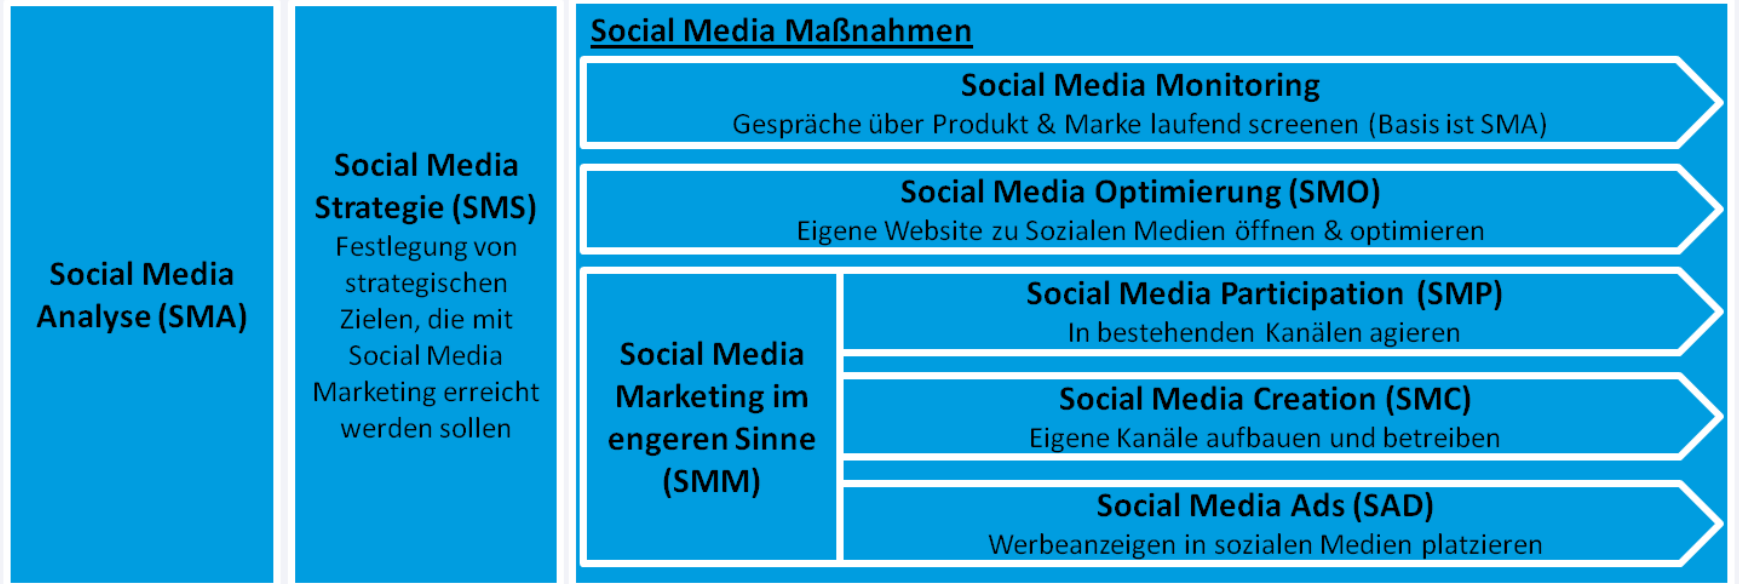 Social Media
Analyse (SMA)
Social Media
Strategie (SMS)
Festlegung von
strategischen
Zielen, die mit
Social Media
Marketing erreicht
werden sollen
Social Media Maßnahmen
Social Media Monitoring
Gespräche über Produkt & Marke laufend screenen (Basis ist SMA)
Social Media Optimierung (SMO)
Eigene Website zu Sozialen Medien öffnen & optimieren
Social Media
Marketing im
engeren Sinne
(SMM)
Social Media Participation (SMP)
In bestehenden Kanälen agieren
Social Media Creation (SMC)
Eigene Kanäle aufbauen und betreiben
Social Media Ads (SAD)
Werbeanzeigen in sozialen Medien platzieren